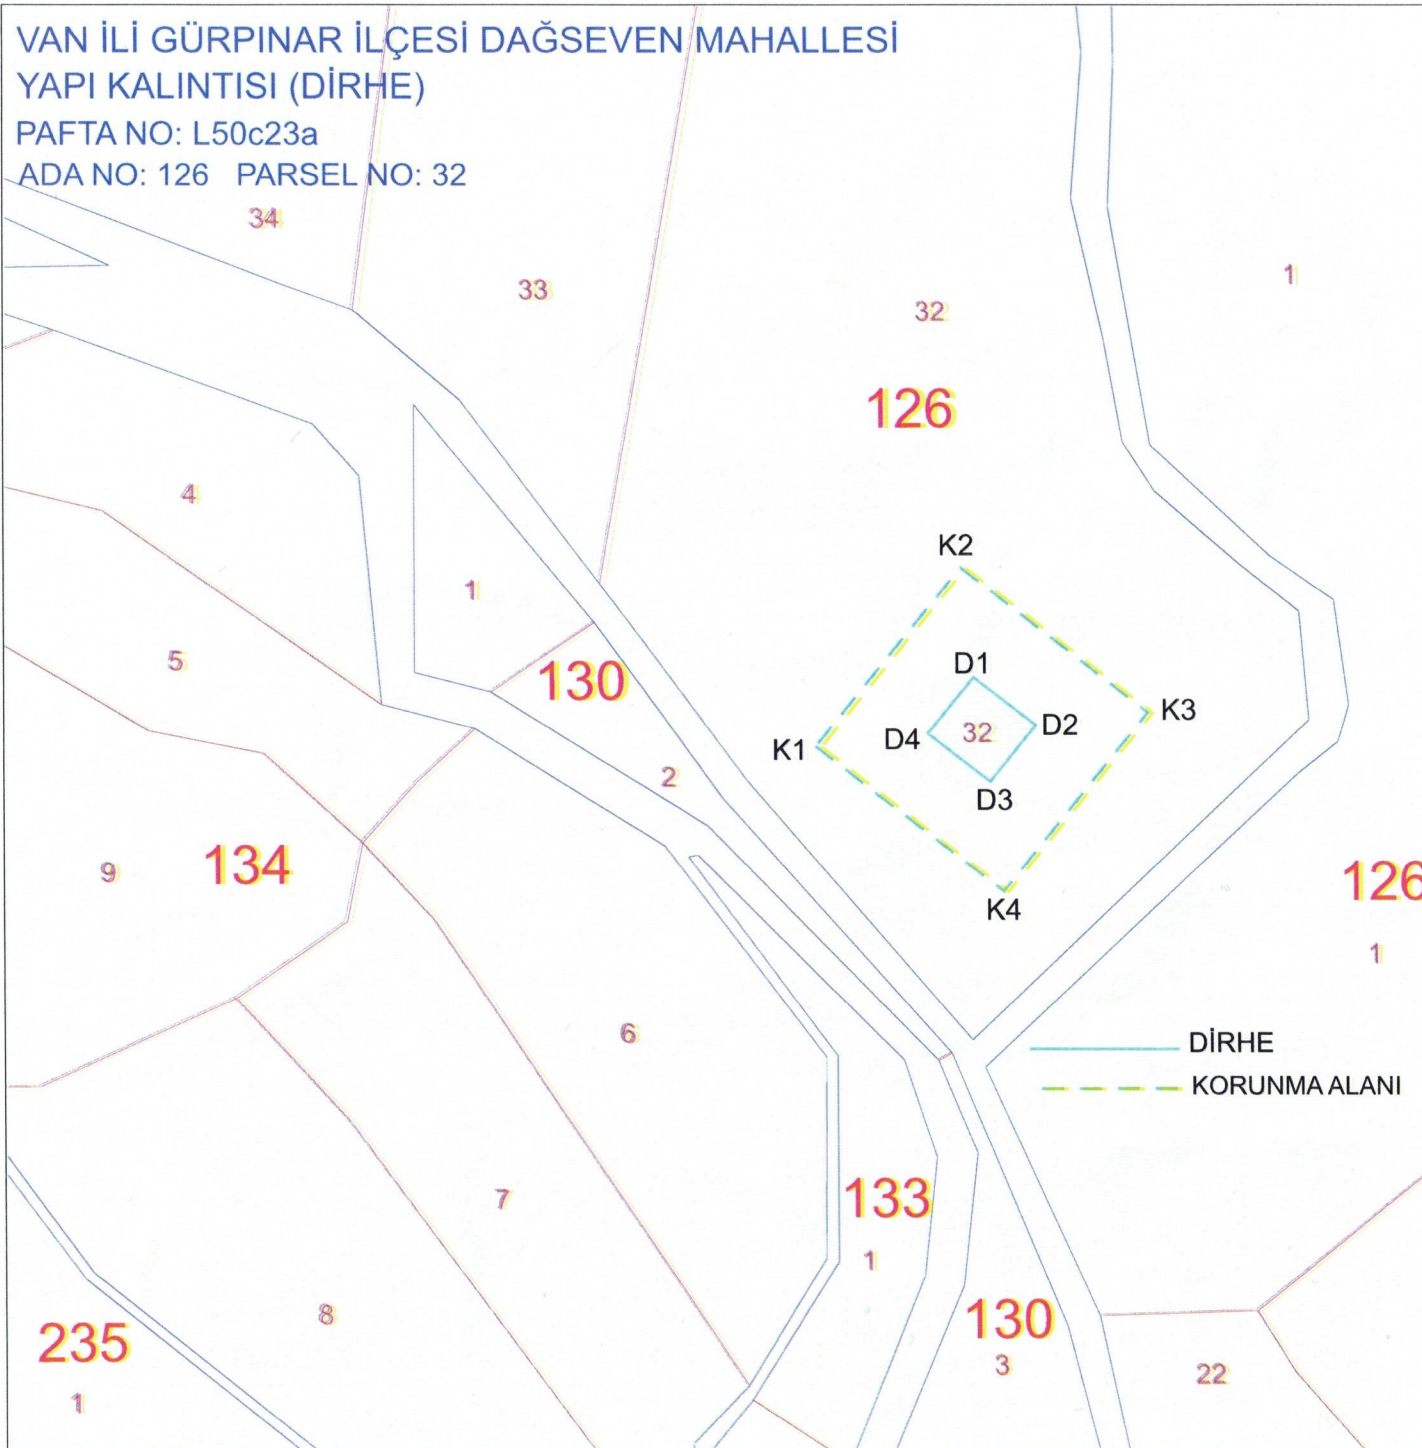 VAN İLİ GÜRPINAR İLÇESİ DAĞSEVEN MAHALLESİ
YAPI KALINTISI (DİRHE)
PAFTA NO: L50c23a
ADA NO: 126 PARSEL NO: 32
34
33
32
1
126
4
K2
1
5
130
D1
32
D2
K3
K1
D4
2
D3
9
134
126
K4
1
6
DİRHE
KORUNMA ALANI
7
133
1
8
235
130
3
22
1